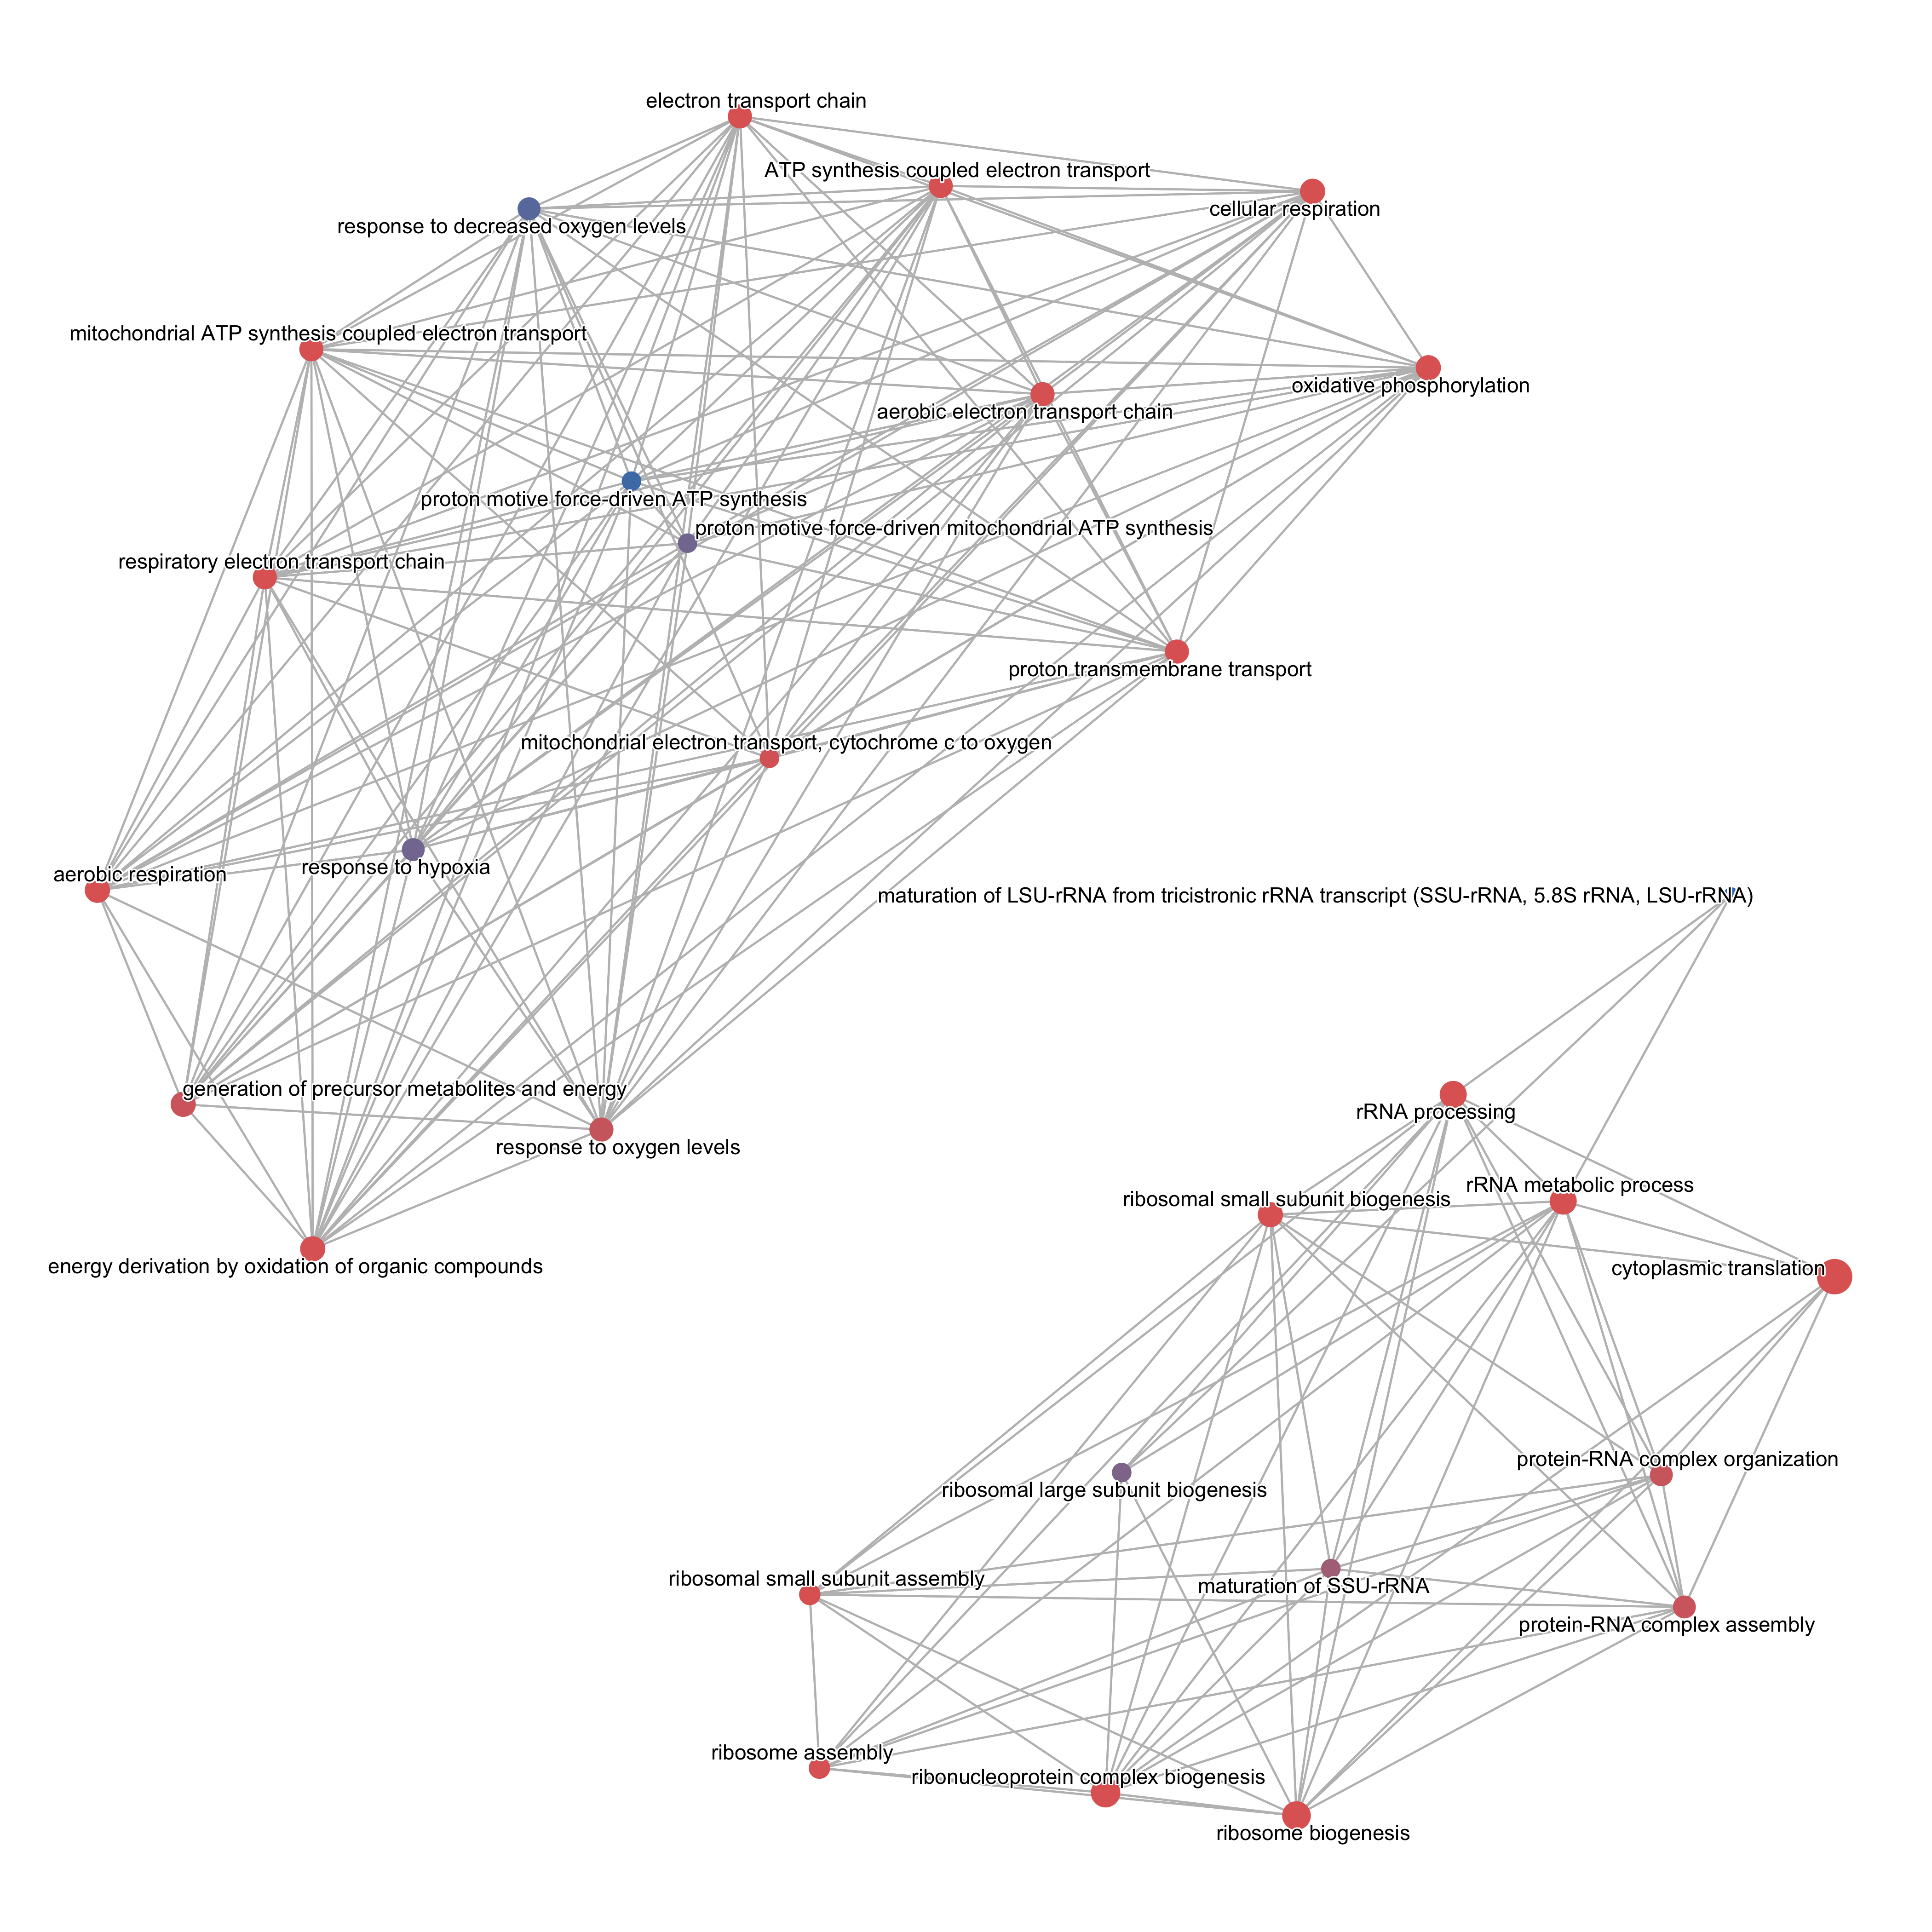 electron transport chain
ATP synthesis coupled electron transport
cellular respiration
response to decreased oxygen levels
mitochondrial ATP synthesis coupled electron transport
oxidative phosphorylation
aerobic electron transport chain
proton motive force-driven ATP synthesis
proton motive force-driven mitochondrial ATP synthesis
respiratory electron transport chain
proton transmembrane transport
mitochondrial electron transport, cytochrome c to oxygen
response to hypoxia
aerobic respiration
maturation of LSU-rRNA from tricistronic rRNA transcript (SSU-rRNA, 5.8S rRNA, LSU-rRNA)
generation of precursor metabolites and energy
rRNA processing
response to oxygen levels
rRNA metabolic process
ribosomal small subunit biogenesis
energy derivation by oxidation of organic compounds
cytoplasmic translation
protein-RNA complex organization
ribosomal large subunit biogenesis
ribosomal small subunit assembly
maturation of SSU-rRNA
protein-RNA complex assembly
ribosome assembly
ribonucleoprotein complex biogenesis
ribosome biogenesis